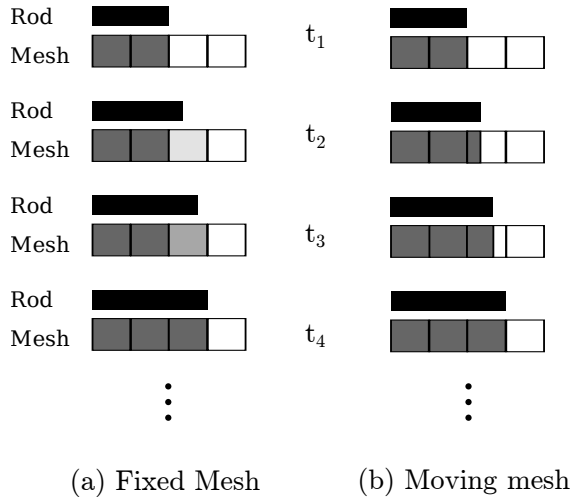 Rod
Mesh
t₁
Rod
Mesh
t₂
Rod
Mesh
t₃
Rod
Mesh
t₄
(a) Fixed Mesh
(b) Moving mesh